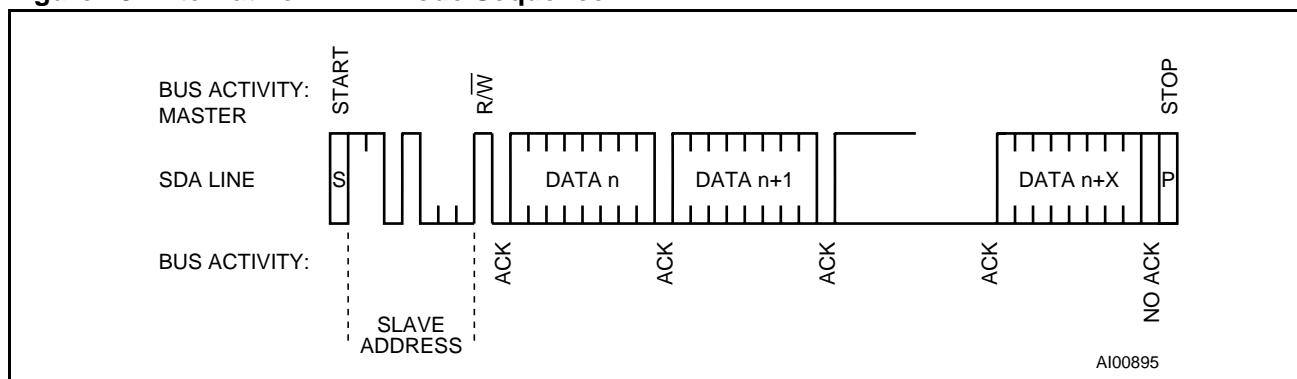 BUS ACTIVITY:
MASTER
START
R/W
STOP
SDA LINE
S
DATA n
DATA n+1
DATA n+X
P
BUS ACTIVITY:
ACK
ACK
ACK
ACK
NO ACK
SLAVE
ADDRESS
AI00895